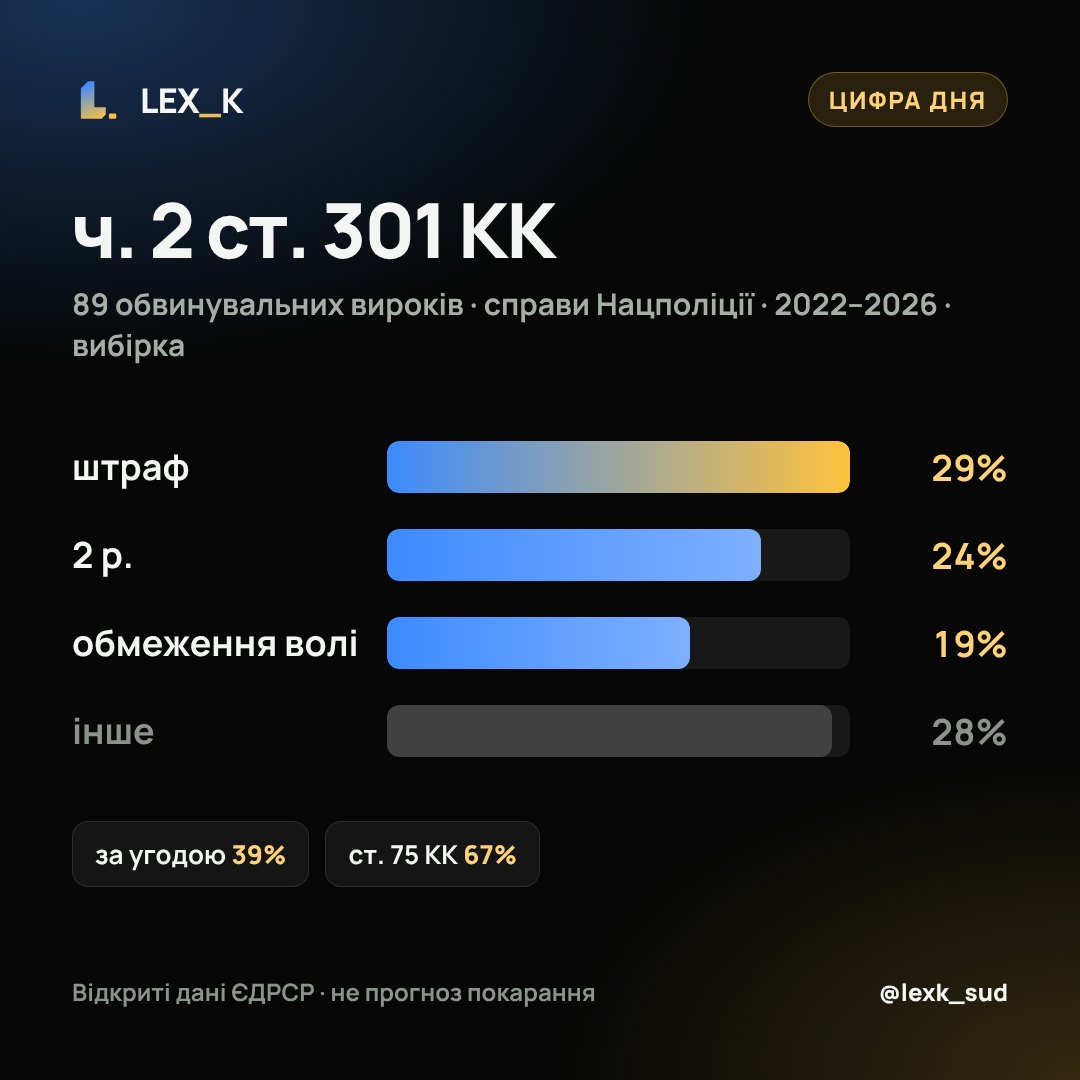 LEX_K
ЦИФРА ДНЯ
ч. 2 ст. 301 КК
89 обвинувальних вироків · справи Нацполіції · 2022–2026 ·
вибірка
штраф 29%
2 р. 24%
обмеження волі 19%
інше 28%
за угодою 39% ст. 75 КК 67%
Відкриті дані ЄДРСР · не прогноз покарання @lexk_sud